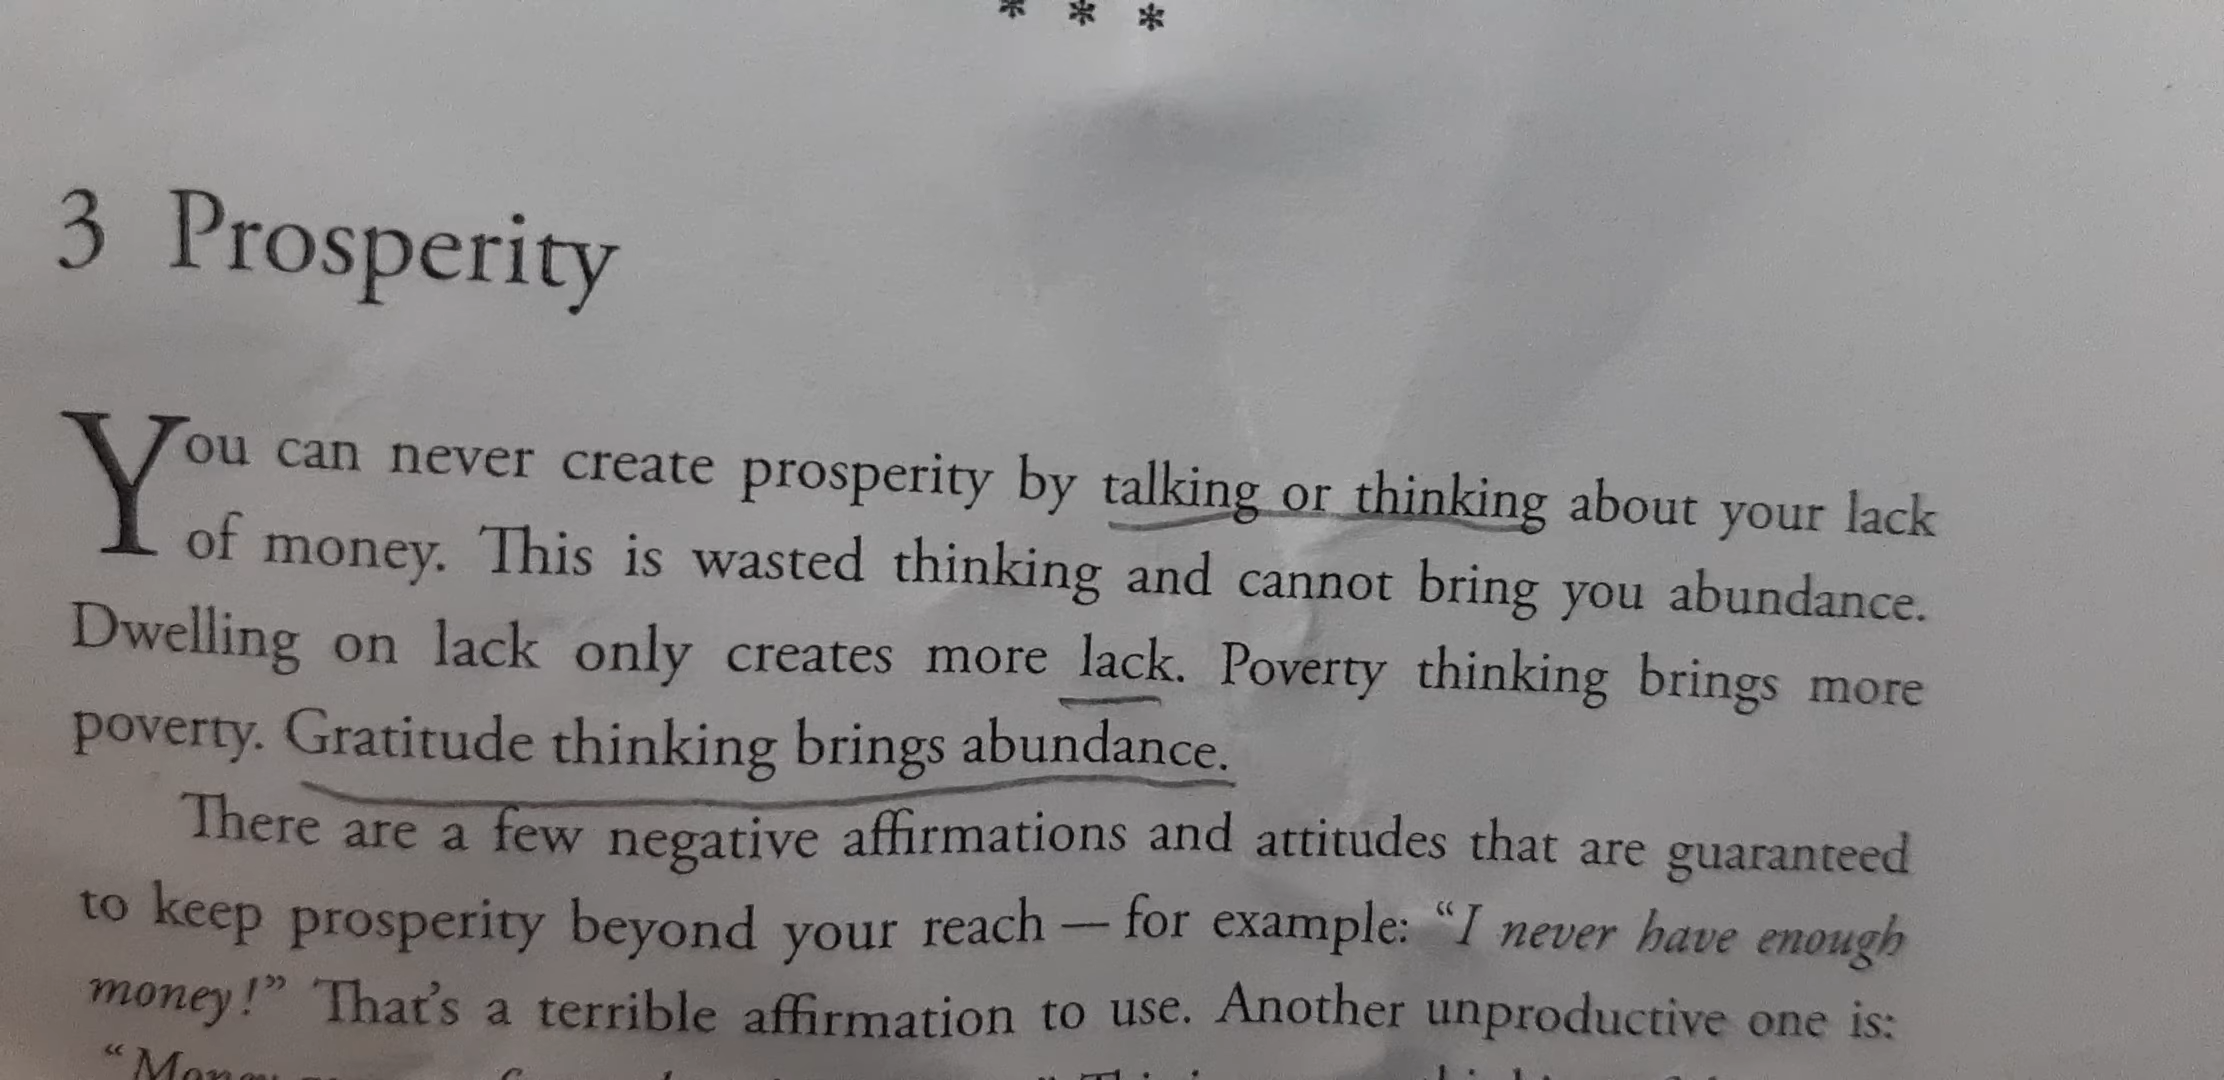 * * *
3 Prosperity
You can never create prosperity by talking or thinking about your lack
of money. This is wasted thinking and cannot bring you abundance.
Dwelling on lack only creates more lack. Poverty thinking brings more
poverty. Gratitude thinking brings abundance.
There are a few negative affirmations and attitudes that are guaranteed
to keep prosperity beyond your reach — for example: “I never have enough
money!” That’s a terrible affirmation to use. Another unproductive one is:
“Money